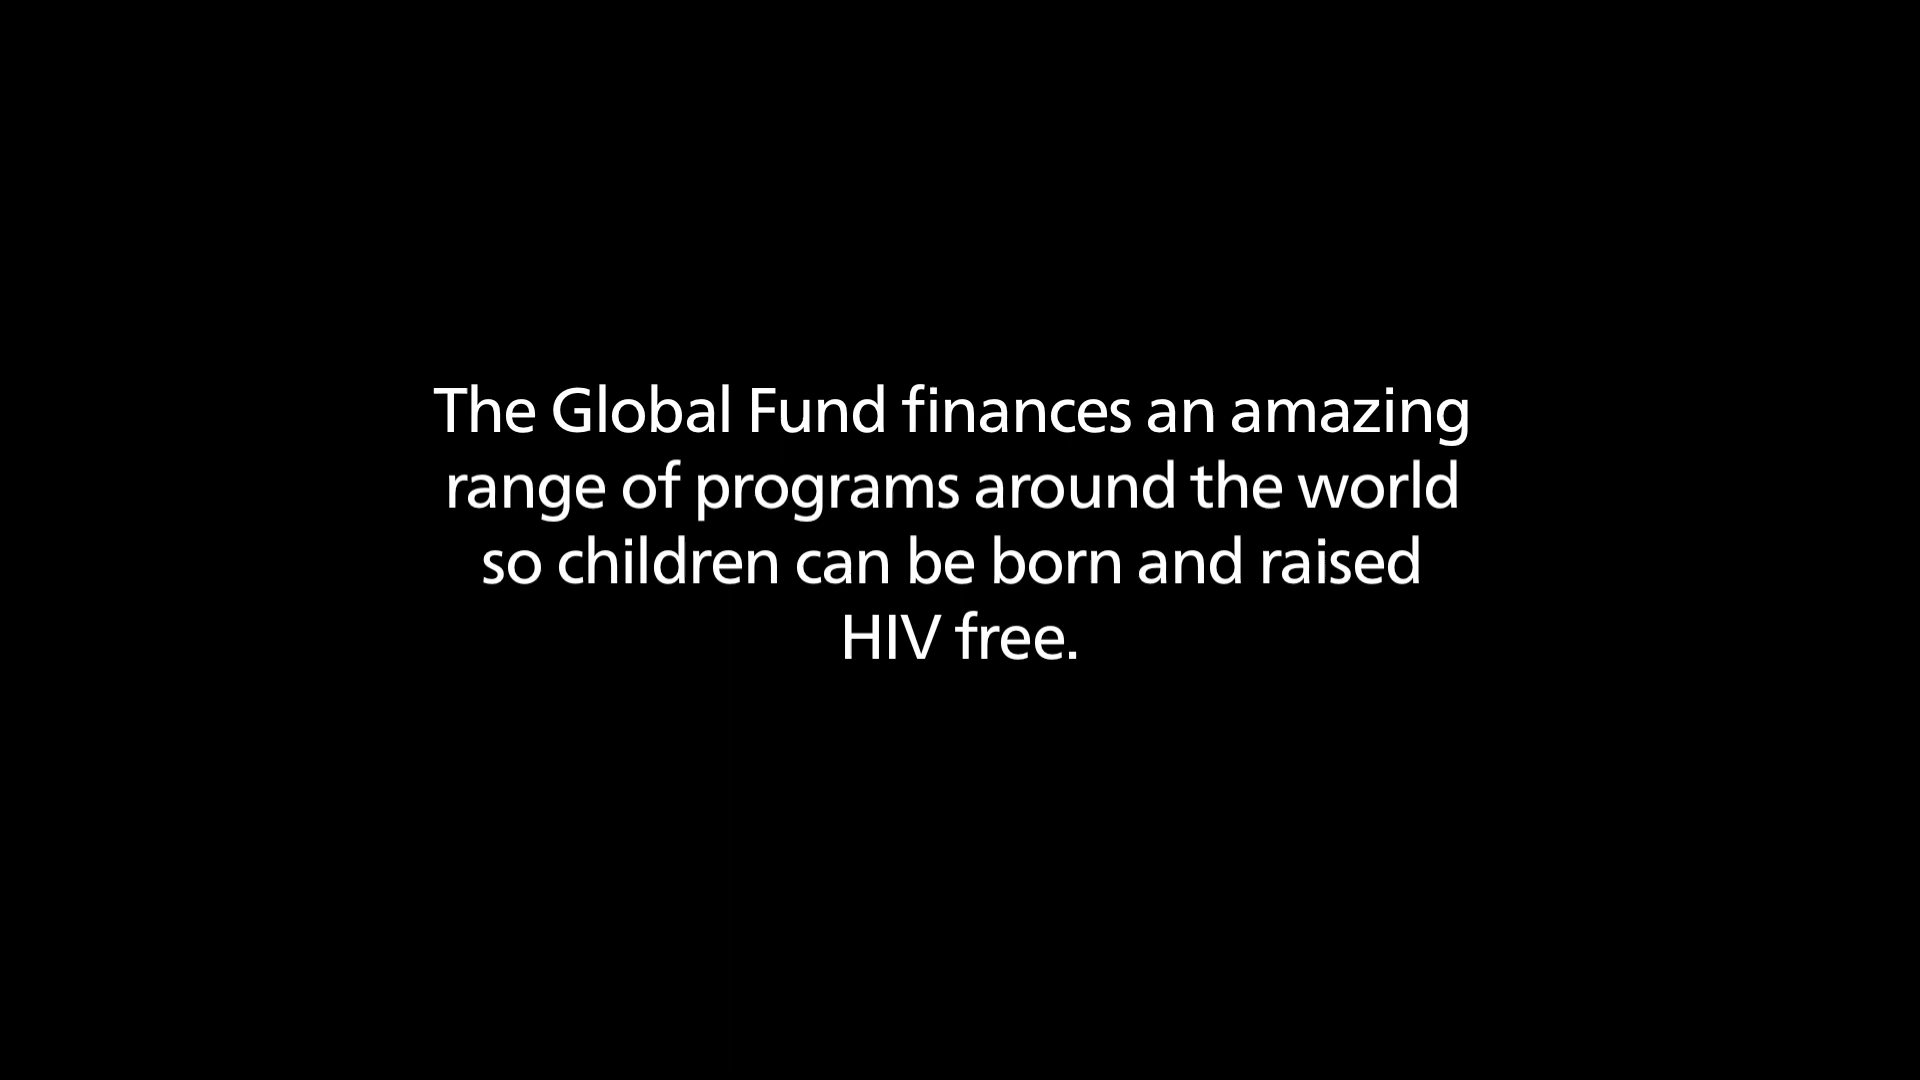 The Global Fund finances an amazing
range of programs around the world
so children can be born and raised
HIV free.